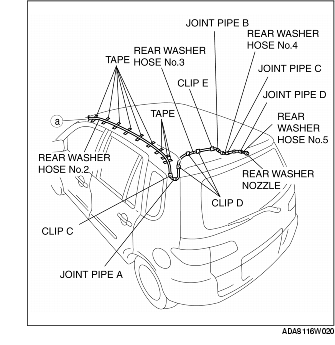 JOINT PIPE B
REAR WASHER
HOSE No.4
REAR WASHER
HOSE No.3
TAPE
JOINT PIPE C
CLIP E
JOINT PIPE D
TAPE
a
REAR
WASHER
HOSE No.5
REAR WASHER
HOSE No.2
REAR WASHER
NOZZLE
CLIP D
CLIP C
JOINT PIPE A
ADA8116W020